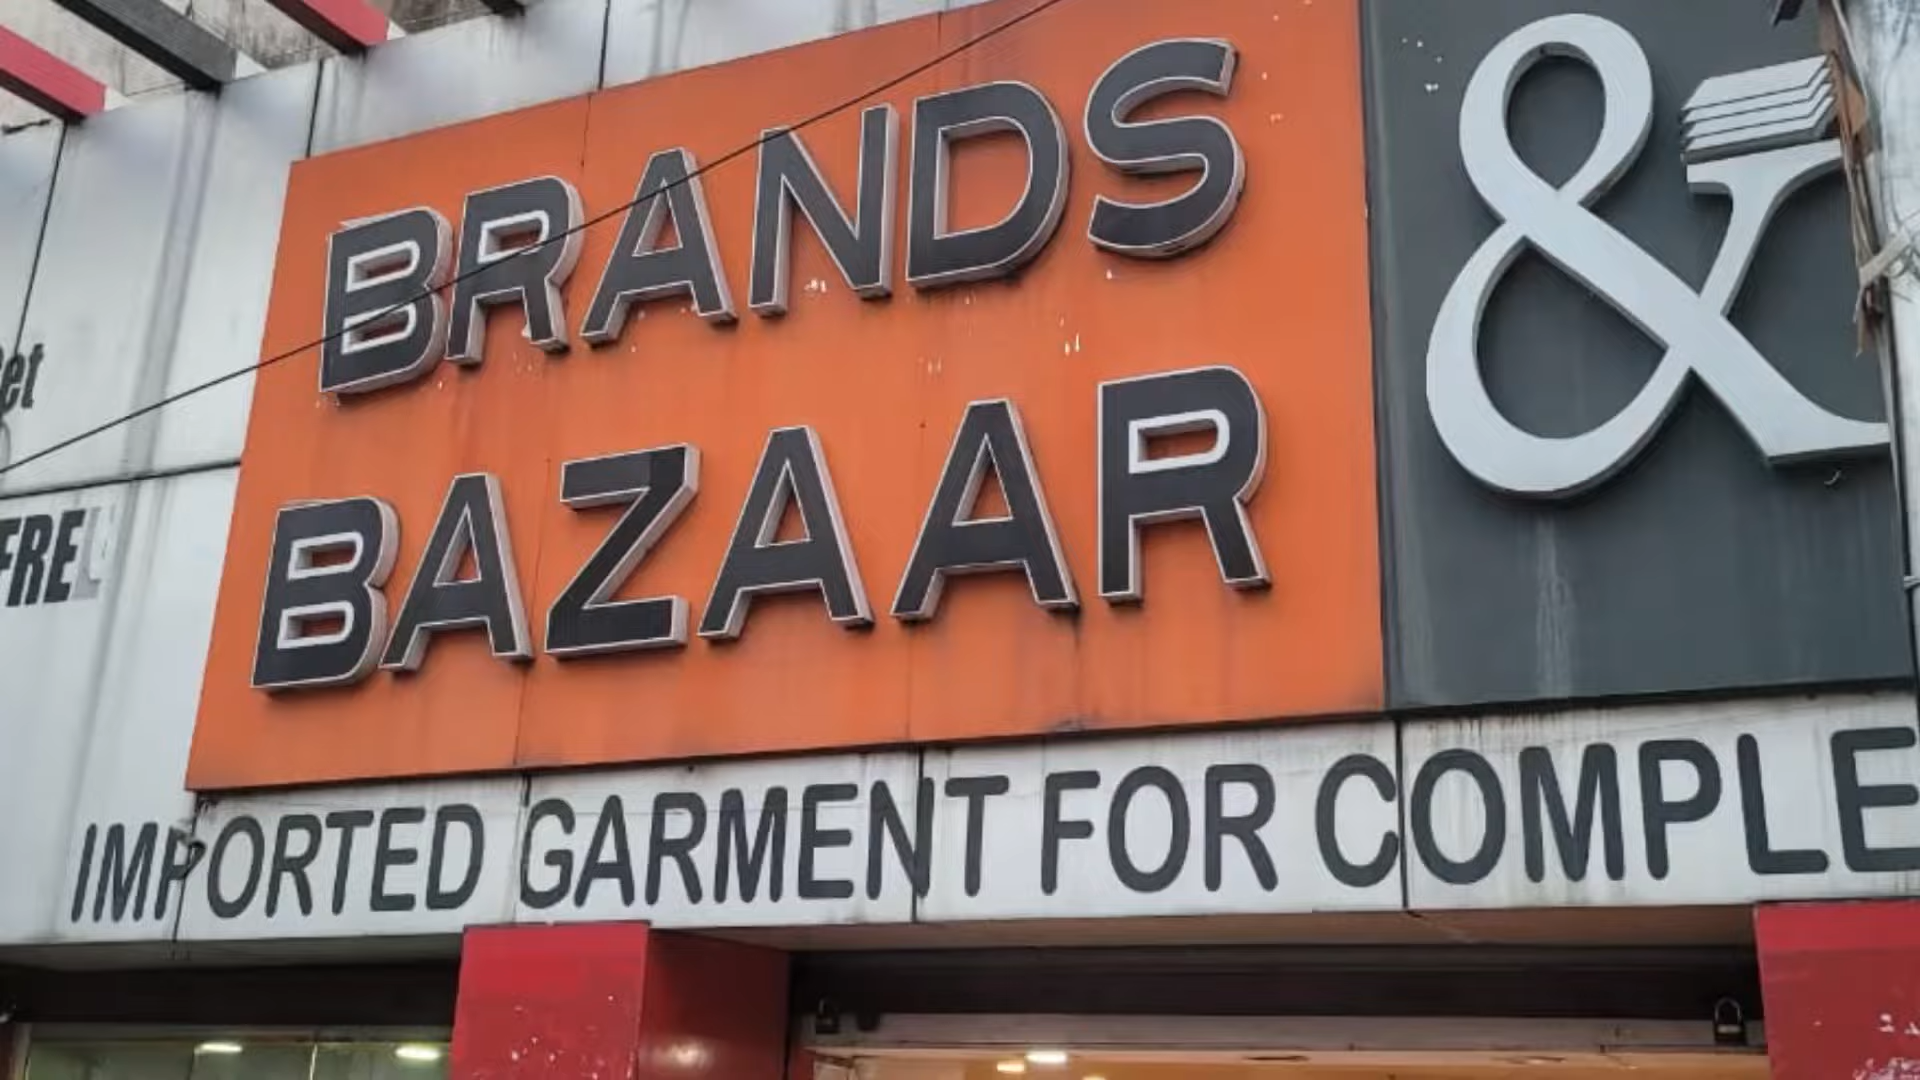 BRANDS
BAZAAR
&
IMPORTED GARMENT FOR COMPLE